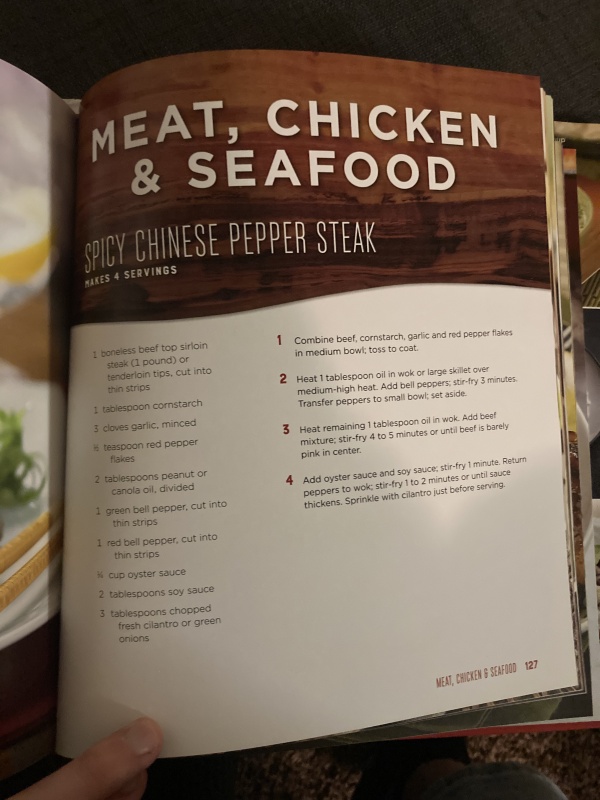 MEAT, CHICKEN
& SEAFOOD
SPICY CHINESE PEPPER STEAK
MAKES 4 SERVINGS
1 boneless beef top sirloin
steak (1 pound) or
tenderloin tips, cut into
thin strips
1 tablespoon cornstarch
3 cloves garlic, minced
½ teaspoon red pepper
flakes
2 tablespoons peanut or
canola oil, divided
1 green bell pepper, cut into
thin strips
1 red bell pepper, cut into
thin strips
cup oyster sauce
2 tablespoons soy sauce
3 tablespoons chopped
fresh cilantro or green
onions
1 Combine beef, cornstarch, garlic and red pepper flakes
in medium bowl; toss to coat.
2 Heat 1 tablespoon oil in wok or large skillet over
medium-high heat. Add bell peppers; stir-fry 3 minutes.
Transfer peppers to small bowl; set aside.
3 Heat remaining 1 tablespoon oil in wok. Add beef
mixture; stir-fry 4 to 5 minutes or until beef is barely
pink in center.
4 Add oyster sauce and soy sauce; stir-fry 1 minute. Return
peppers to wok; stir-fry 1 to 2 minutes or until sauce
thickens. Sprinkle with cilantro just before serving.
MEAT, CHICKEN & SEAFOOD 127